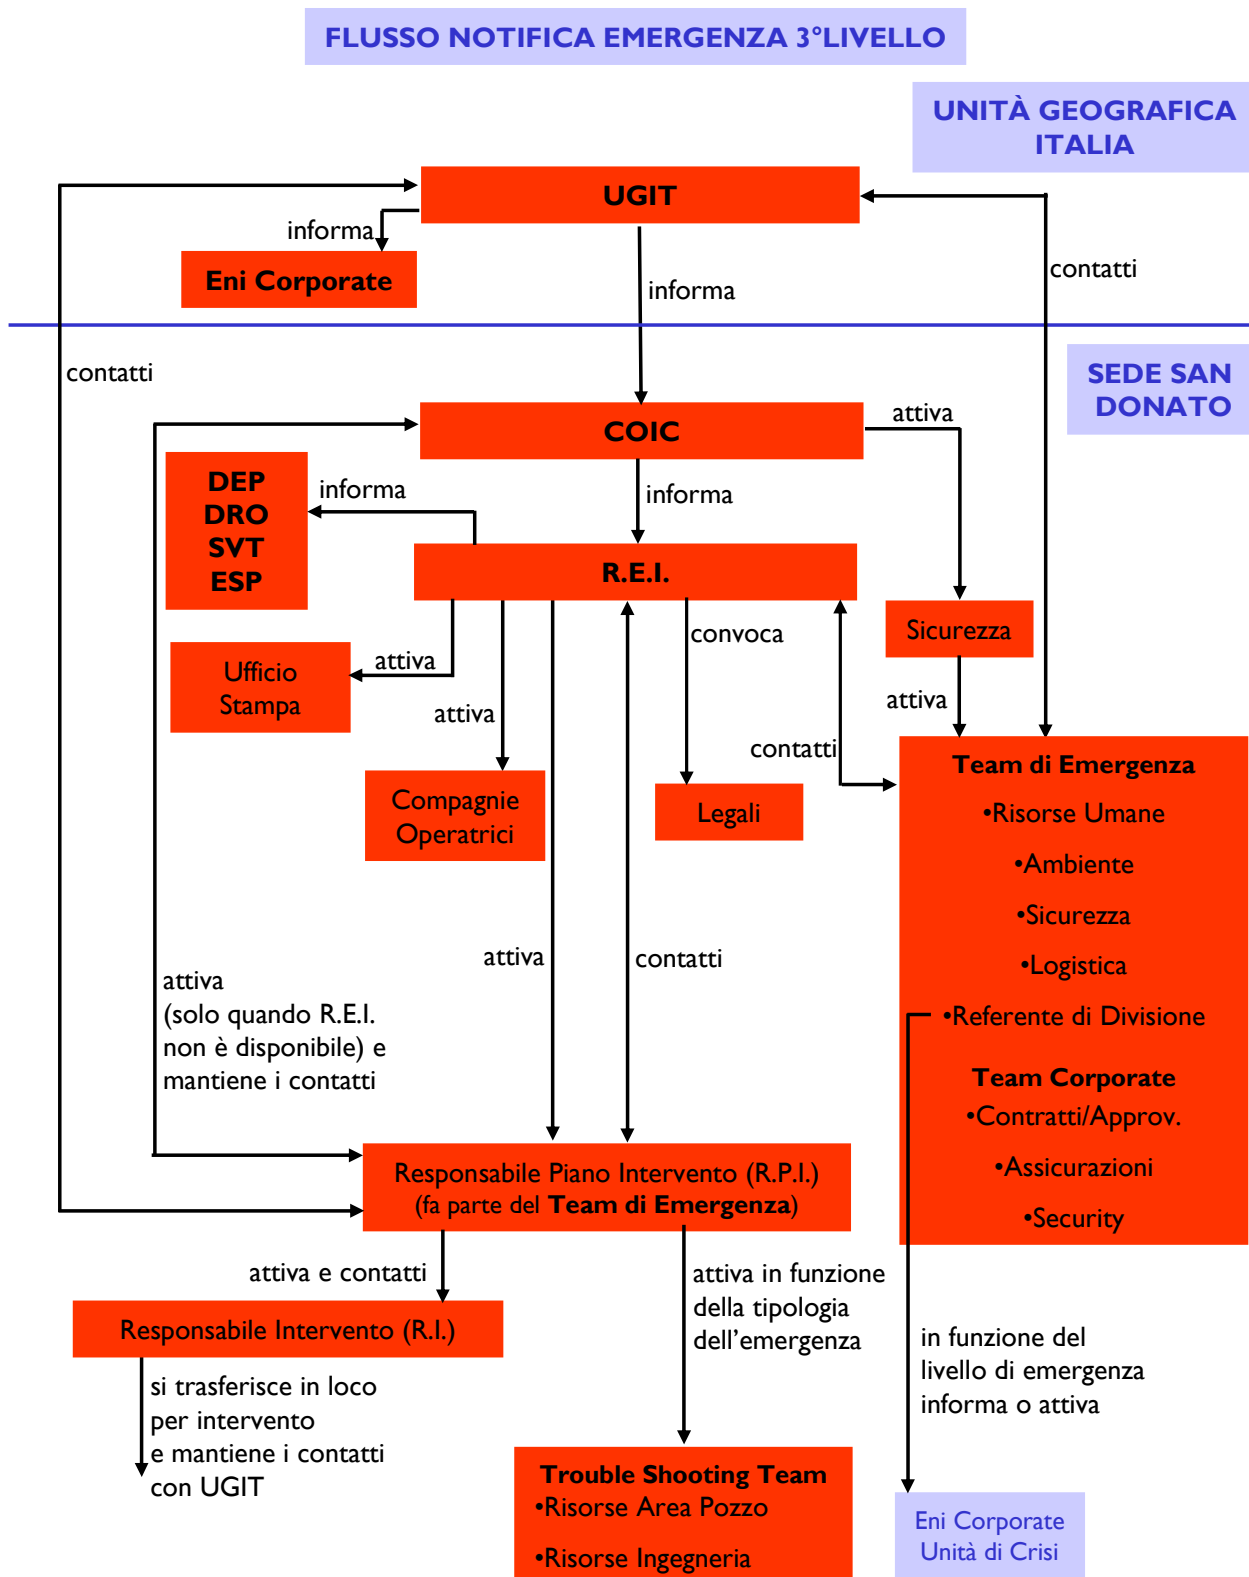 FLUSSO NOTIFICA EMERGENZA 3°LIVELLO
UNITÀ GEOGRAFICA
ITALIA
UGIT
informa
Eni Corporate
informa
contatti
contatti
SEDE SAN
DONATO
COIC
attiva
DEP
DRO
SVT
ESP
informa
informa
R.E.I.
Sicurezza
convoca
Ufficio
Stampa
attiva
attiva
attiva
contatti
Compagnie
Operatrici
Legali
Team di Emergenza
•Risorse Umane
•Ambiente
•Sicurezza
•Logistica
•Referente di Divisione
Team Corporate
•Contratti/Approv.
•Assicurazioni
•Security
attiva
contatti
attiva
(solo quando R.E.I.
non è disponibile) e
mantiene i contatti
Responsabile Piano Intervento (R.P.I.)
(fa parte del Team di Emergenza)
attiva e contatti
attiva in funzione
della tipologia
dell'emergenza
Responsabile Intervento (R.I.)
in funzione del
livello di emergenza
informa o attiva
si trasferisce in loco
per intervento
e mantiene i contatti
con UGIT
Trouble Shooting Team
•Risorse Area Pozzo
•Risorse Ingegneria
Eni Corporate
Unità di Crisi